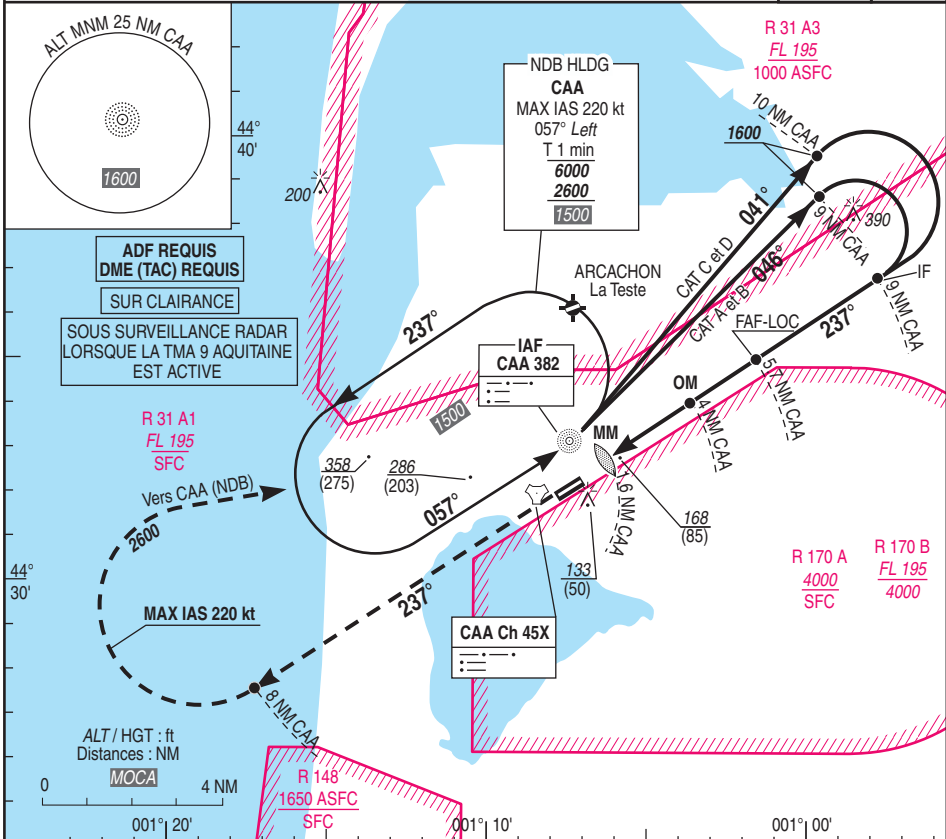 ALT MNM 25 NM CAA
1600
ADF REQUIS
DME (TAC) REQUIS
SUR CLAIRANCE
SOUS SURVEILLANCE RADAR
LORSQUE LA TMA 9 AQUITAINE
EST ACTIVE
44°
40'
200
NDB HLDG
CAA
MAX IAS 220 kt
057° Left
T 1 min
6000
2600
1500
R 31 A3
FL 195
1000 ASFC
10 NM CAA
1600
041°
CAT C et D
046°
CAT A et B
9 NM CAA
390
IF
9 NM CAA
237°
FAF-LOC
5,7 NM CAA
OM
4 NM CAA
ARCACHON
La Teste
237°
IAF
CAA 382
1500
MM
1,6 NM CAA
168
(85)
R 31 A1
FL 195
SFC
358
(275)
286
(203)
057°
Vers CAA (NDB)
2600
133
(50)
R 170 A
4000
SFC
R 170 B
FL 195
4000
44°
30'
MAX IAS 220 kt
237°
CAA Ch 45X
8 NM CAA
ALT / HGT : ft
Distances : NM
MOCA
0
4 NM
R 148
1650 ASFC
SFC
001° 20'
001° 10'
001° 00'